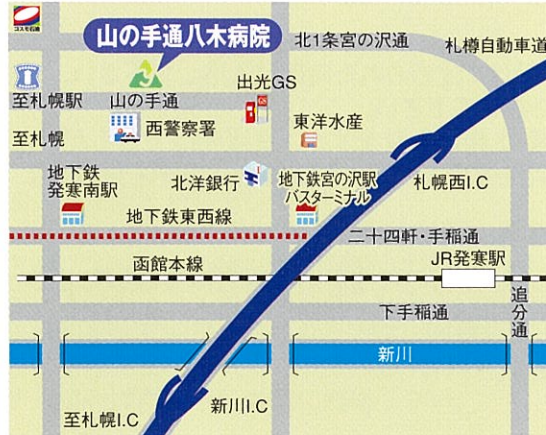 コスモ石油
山の手通八木病院
北1条宮の沢通
札樽自動車道
出光GS
GS
至札幌駅
山の手通
至札幌
西警察署
東洋水産
地下鉄
発寒南駅
北洋銀行
地下鉄宮の沢駅
バスターミナル
札幌西I.C
地下鉄東西線
二十四軒・手稲通
函館本線
JR発寒駅
追分通
下手稲通
新川
至札幌I.C
新川I.C